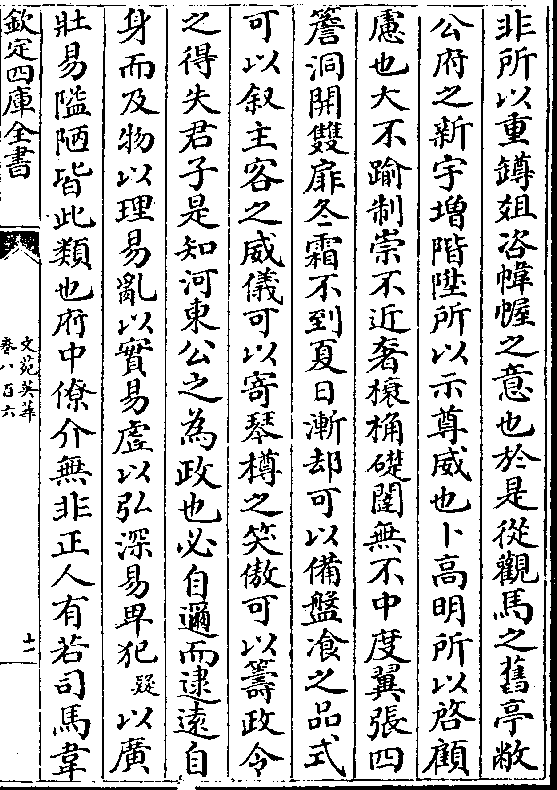 非所以重罇俎洽幃幄之意也於是從觀馬之舊亭敞
公府之新宇增階陛所以示尊威也卜高明所以啓顧
慮也大不踰制崇不近奢榱桷礎闥無不中度翼張四
簷洞開雙扉冬霜不到夏日漸却可以備盤飡之品式
可以叙主客之威儀可以寄琴樽之笑傲可以籌政令
之得失君子是知河東公之為政也必自邇而逮遠自
身而及物以理易亂以實易虛以弘深易卑犯疑以廣
壯易隘陋皆此類也府中僚介無非正人有若司馬韋
欽定四庫全書
文苑英華
卷八百六
十一